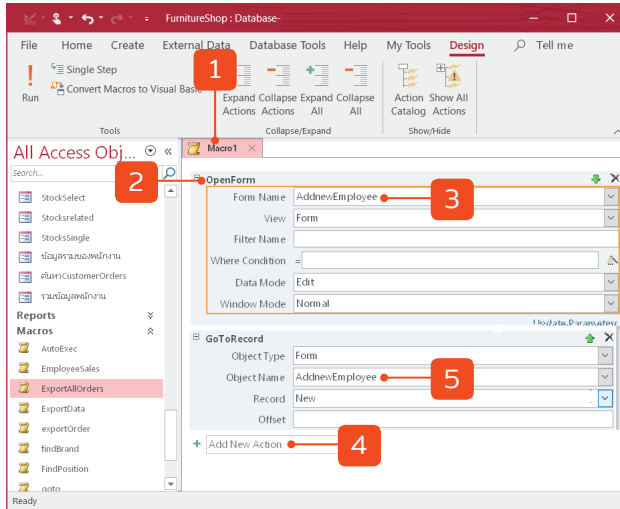 FurnitureShop : Database-
File Home Create External Data Database Tools Help My Tools Design Tell me
Run
Single Step
Convert Macros to Visual Basic
Expand Actions
Collapse Actions
Expand All
Collapse All
Action Catalog
Show All Actions
Tools Collapse/Expand Show/Hide
1
All Access Obj...
Search...
StockSelect
Stocksrelated
StocksSingle
ข้อมูลรวมของพนักงาน
ค้นหาCustomerOrders
รวมข้อมูลพนักงาน
Reports
Macros
AutoExec
EmployeeSales
ExportAllOrders
ExportData
exportOrder
findBrand
FindPosition
goto
Macro1
2
OpenForm
Form Name AddnewEmployee
3
View Form
Filter Name
Where Condition =
Data Mode Edit
Window Mode Normal
Update Parameters
GoToRecord
Object Type Form
Object Name AddnewEmployee
5
Record New
Offset
Add New Action
4
Ready